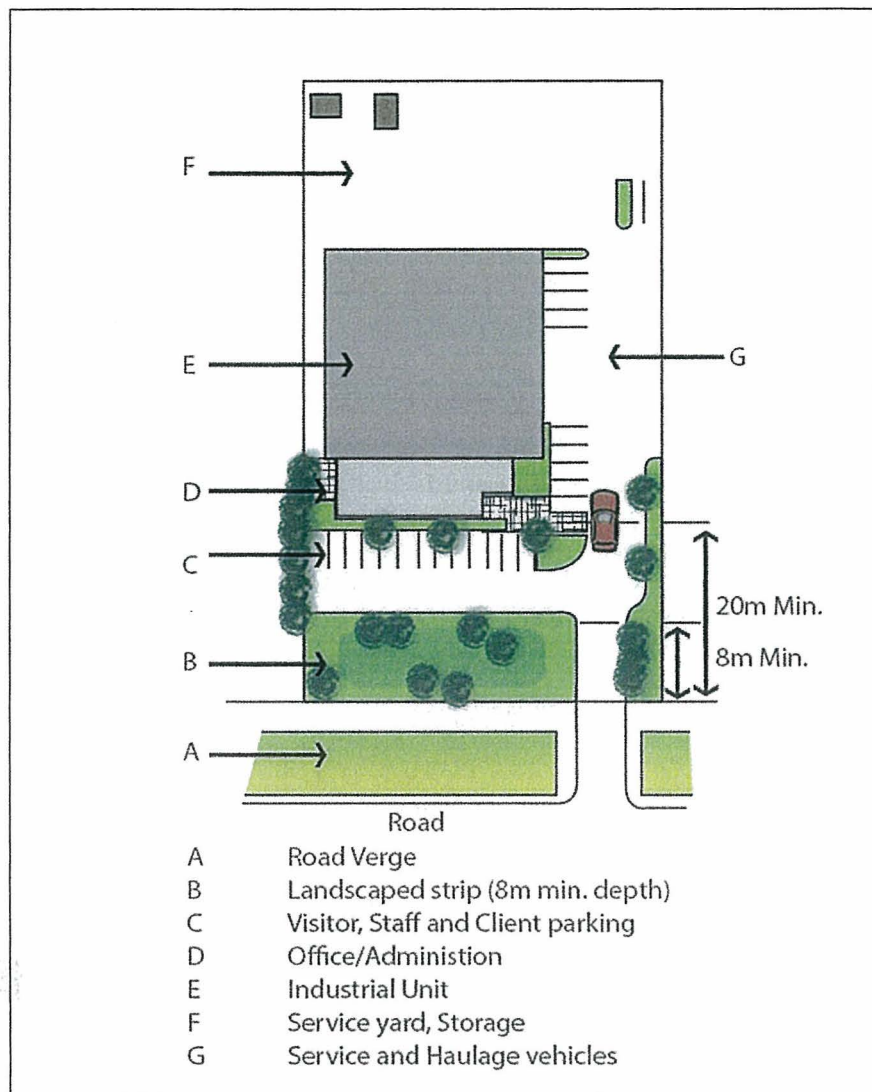 F
E
G
D
C
20m Min.
B
8m Min.
A
Road
A Road Verge
B Landscaped strip (8m min. depth)
C Visitor, Staff and Client parking
D Office/Administion
E Industrial Unit
F Service yard, Storage
G Service and Haulage vehicles